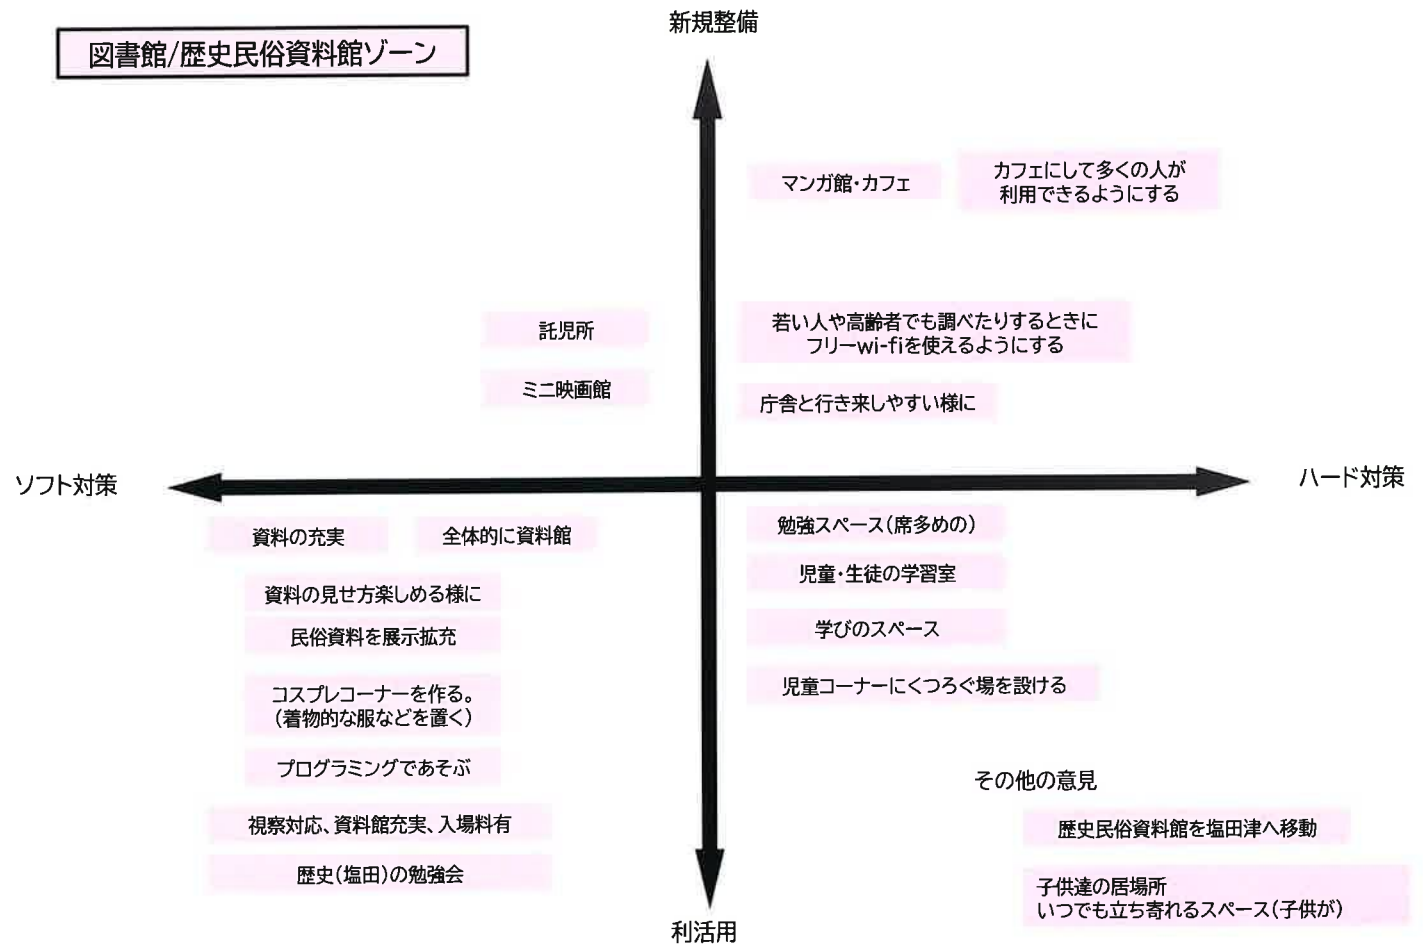 新規整備
図書館/歴史民俗資料館ゾーン
マンガ館・カフェ
カフェにして多くの人が
利用できるようにする
託児所
若い人や高齢者でも調べたりするときに
フリーwi-fiを使えるようにする
ミニ映画館
庁舎と行き来しやすい様に
ソフト対策
ハード対策
資料の充実
全体的に資料館
資料の見せ方楽しめる様に
民俗資料を展示拡充
コスプレコーナーを作る。
（着物的な服などを置く）
プログラミングであそぶ
視察対応、資料館充実、入場料有
歴史（塩田）の勉強会
勉強スペース（席多めの）
児童・生徒の学習室
学びのスペース
児童コーナーにくつろぐ場を設ける
その他の意見
歴史民俗資料館を塩田津へ移動
子供達の居場所
いつでも立ち寄れるスペース（子供が）
利活用